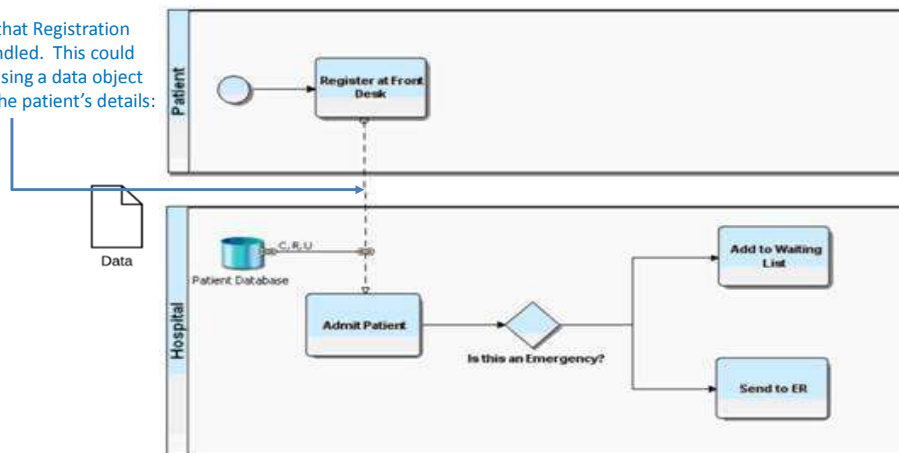 that Registration
ndled. This could
sing a data object
he patient's details:
Patient
Register at Front
Desk
Data
Hospital
C, R, U
Patient Database
Admit Patient
Is this an Emergency?
Add to Waiting
List
Send to ER